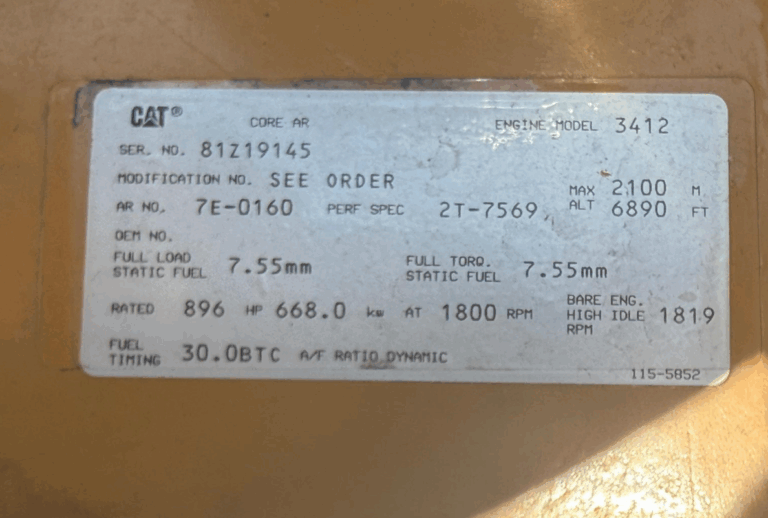 CAT® CORE AR ENGINE MODEL 3412
SER. NO. 81Z19145
MODIFICATION NO. SEE ORDER
MAX ALT 2100 M
6890 FT
AR NO. 7E-0160 PERF SPEC 2T-7569
OEM NO.
FULL LOAD STATIC FUEL 7.55mm FULL TORQ. STATIC FUEL 7.55mm
RATED 896 HP 668.0 kw AT 1800 RPM BARE ENG. HIGH IDLE RPM 1819
FUEL TIMING 30.0BTC A/F RATIO DYNAMIC
115-5852